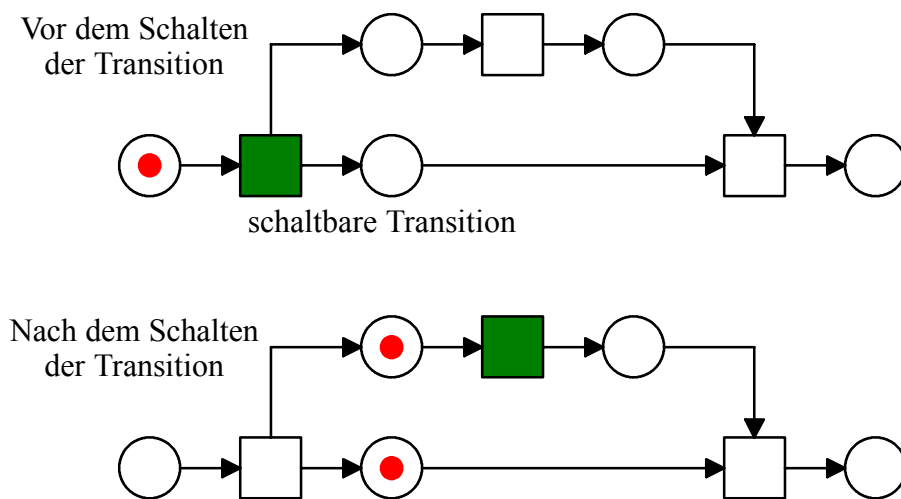 Vor dem Schalten
der Transition
schaltbare Transition
Nach dem Schalten
der Transition